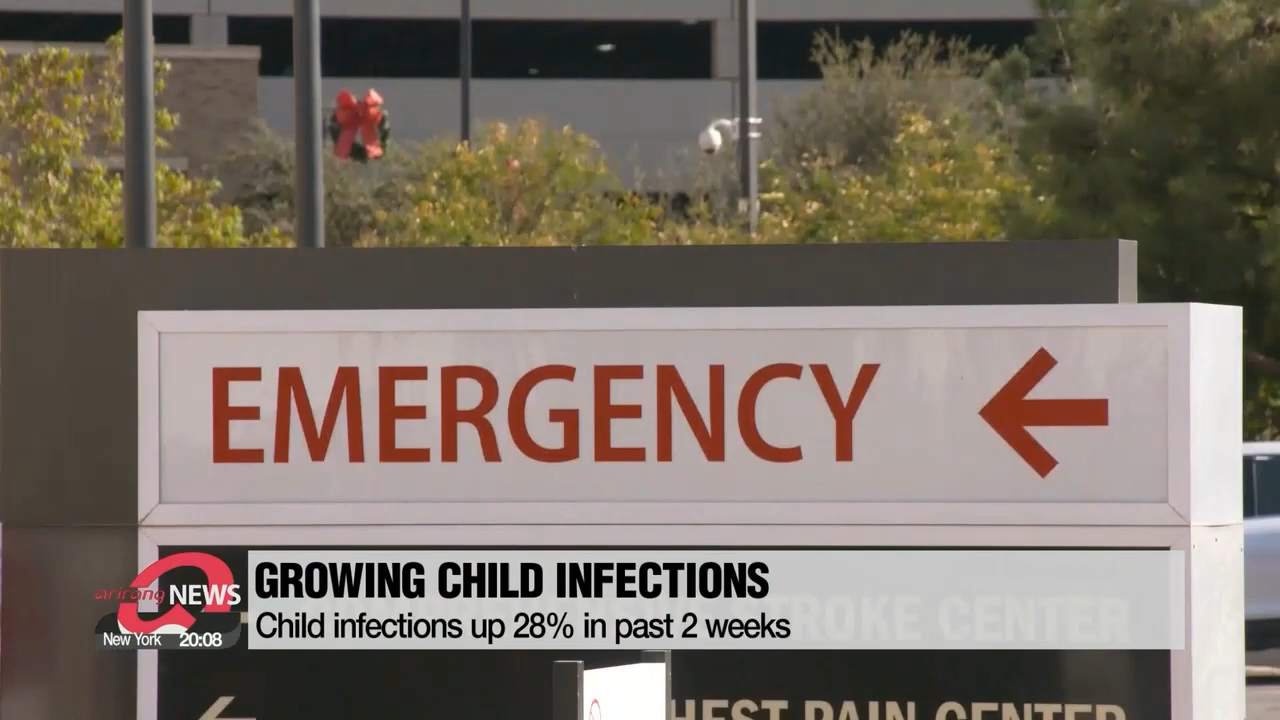 EMERGENCY
GROWING CHILD INFECTIONS
Child infections up 28% in past 2 weeks
arirang NEWS
New York 20:08
STROKE CENTER
HEST PAIN CENTER